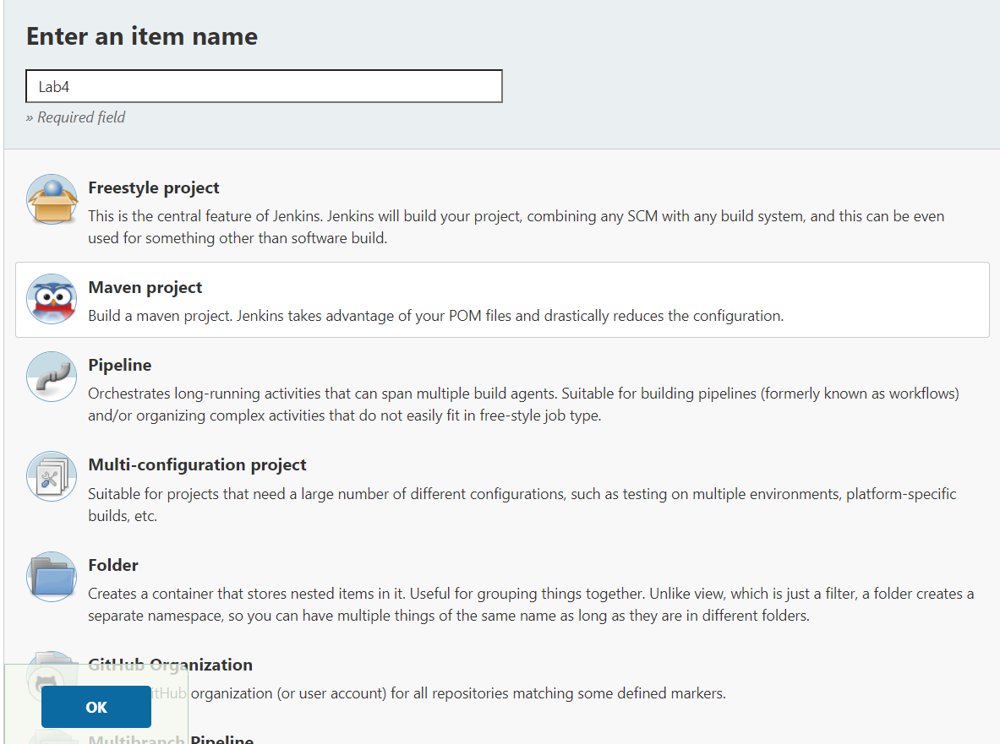 Enter an item name
Lab4
» Required field
Freestyle project
This is the central feature of Jenkins. Jenkins will build your project, combining any SCM with any build system, and this can be even
used for something other than software build.
Maven project
Build a maven project. Jenkins takes advantage of your POM files and drastically reduces the configuration.
Pipeline
Orchestrates long-running activities that can span multiple build agents. Suitable for building pipelines (formerly known as workflows)
and/or organizing complex activities that do not easily fit in free-style job type.
Multi-configuration project
Suitable for projects that need a large number of different configurations, such as testing on multiple environments, platform-specific
builds, etc.
Folder
Creates a container that stores nested items in it. Useful for grouping things together. Unlike view, which is just a filter, a folder creates a
separate namespace, so you can have multiple things of the same name as long as they are in different folders.
GitHub Organization
organization (or user account) for all repositories matching some defined markers.
OK
Multibranch Pipeline